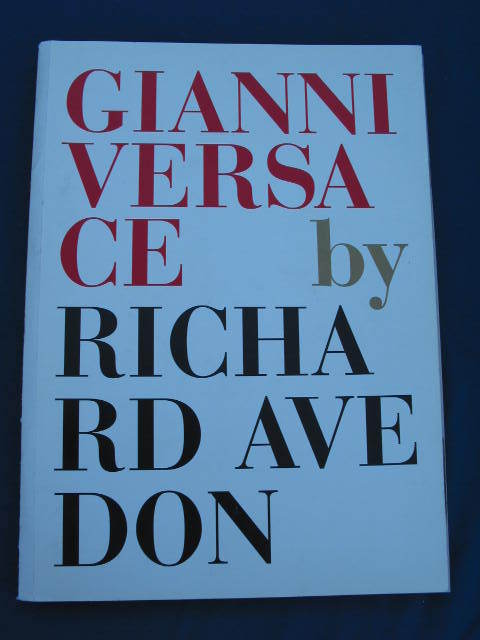 GIANNI
VERSA
CE by
RICHA
RD AVE
DON